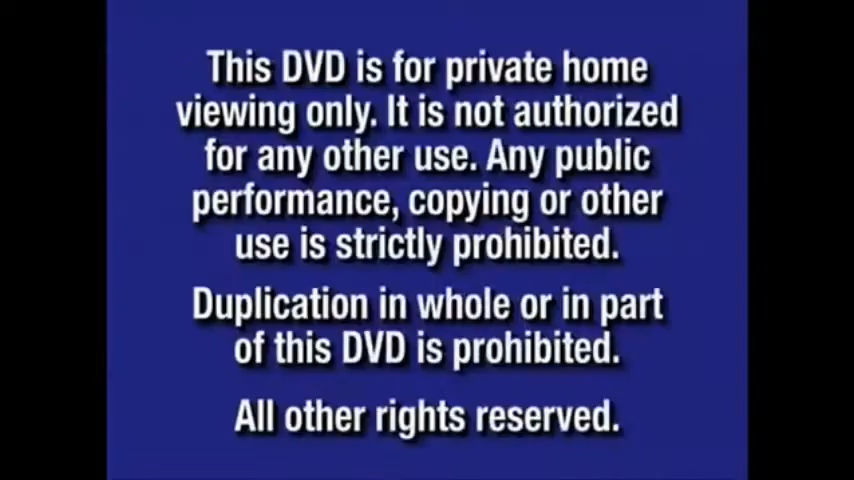 This DVD is for private home
viewing only. It is not authorized
for any other use. Any public
performance, copying or other
use is strictly prohibited.
Duplication in whole or in part
of this DVD is prohibited.
All other rights reserved.